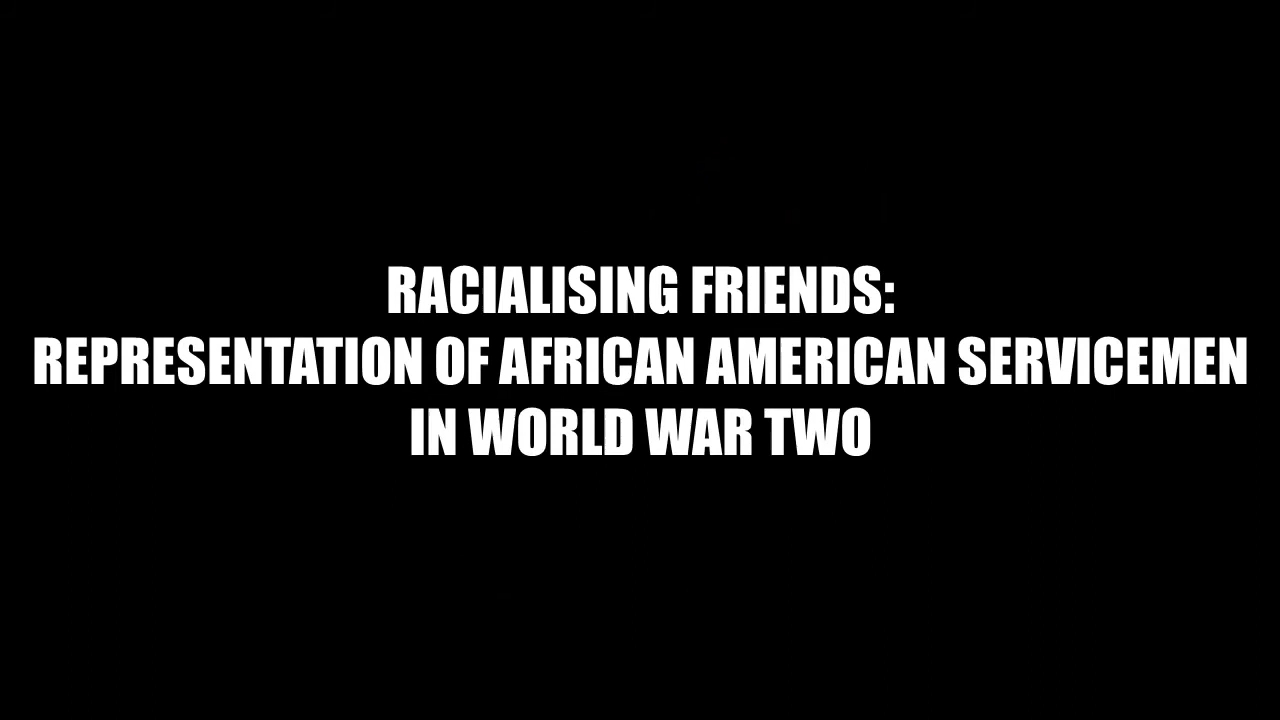 RACIALISING FRIENDS:
REPRESENTATION OF AFRICAN AMERICAN SERVICEMEN
IN WORLD WAR TWO